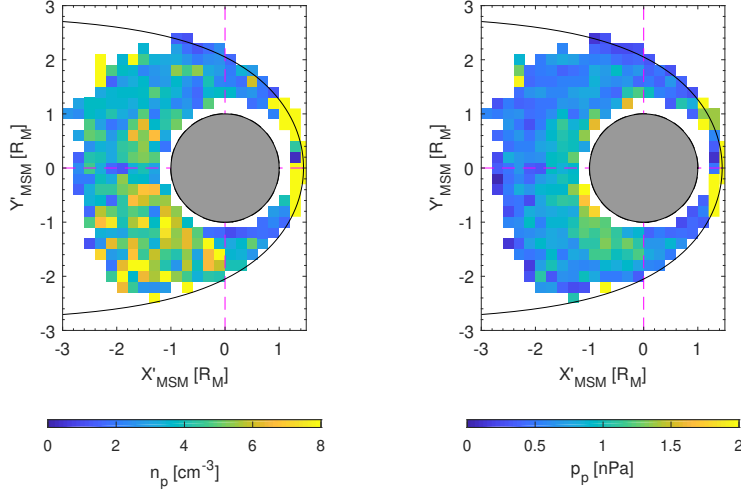 3
2
1
0
-1
-2
-3
Y'MSM [RM]
-3 -2 -1 0 1
X'MSM [RM]
0 2 4 6 8
np [cm-3]
3
2
1
0
-1
-2
-3
Y'MSM [RM]
-3 -2 -1 0 1
X'MSM [RM]
0 0.5 1 1.5 2
pp [nPa]